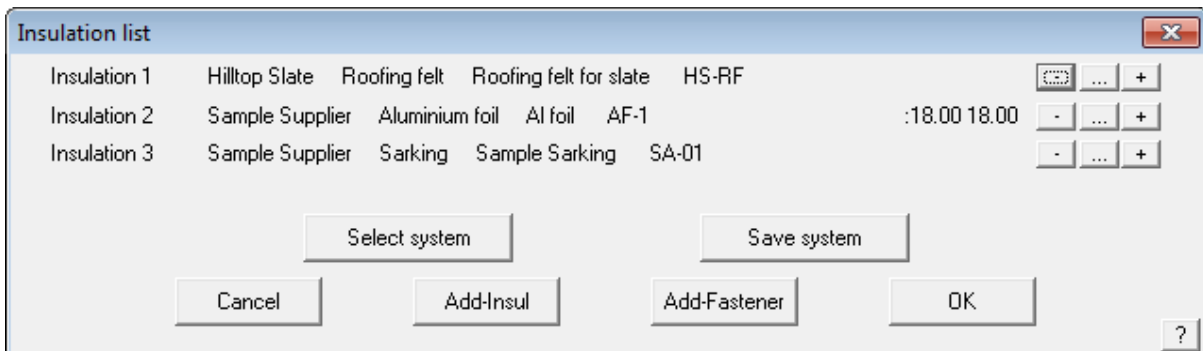 Insulation list
Insulation 1 Hilltop Slate Roofing felt Roofing felt for slate HS-RF - ... +
Insulation 2 Sample Supplier Aluminium foil Al foil AF-1 :18.00 18.00 - ... +
Insulation 3 Sample Supplier Sarking Sample Sarking SA-01 - ... +
Select system Save system
Cancel Add-Insul Add-Fastener OK
?